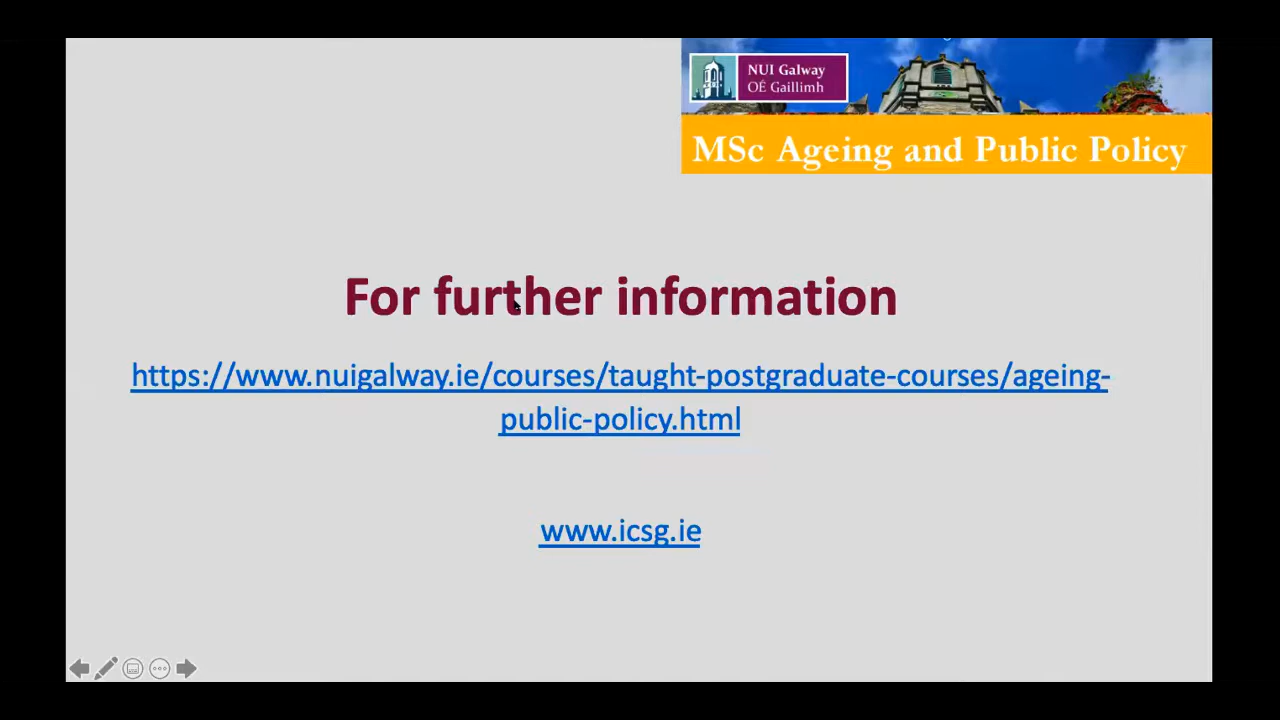 NUI Galway
OÉ Gaillimh
MSc Ageing and Public Policy
For further information
https://www.nuigalway.ie/courses/taught-postgraduate-courses/ageing-
public-policy.html
www.icsg.ie